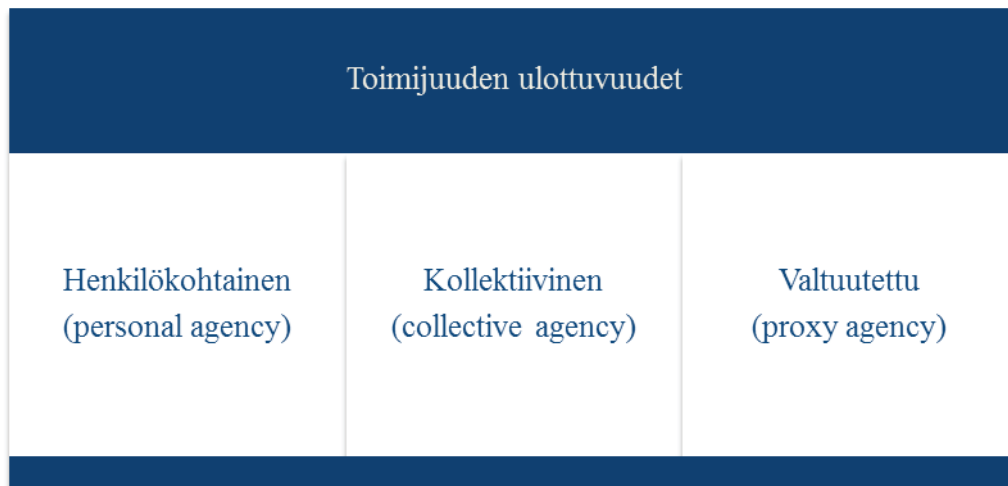 Toimijuuden ulottuvuudet
Henkilökohtainen
(personal agency)
Kollektiivinen
(collective agency)
Valtuutettu
(proxy agency)